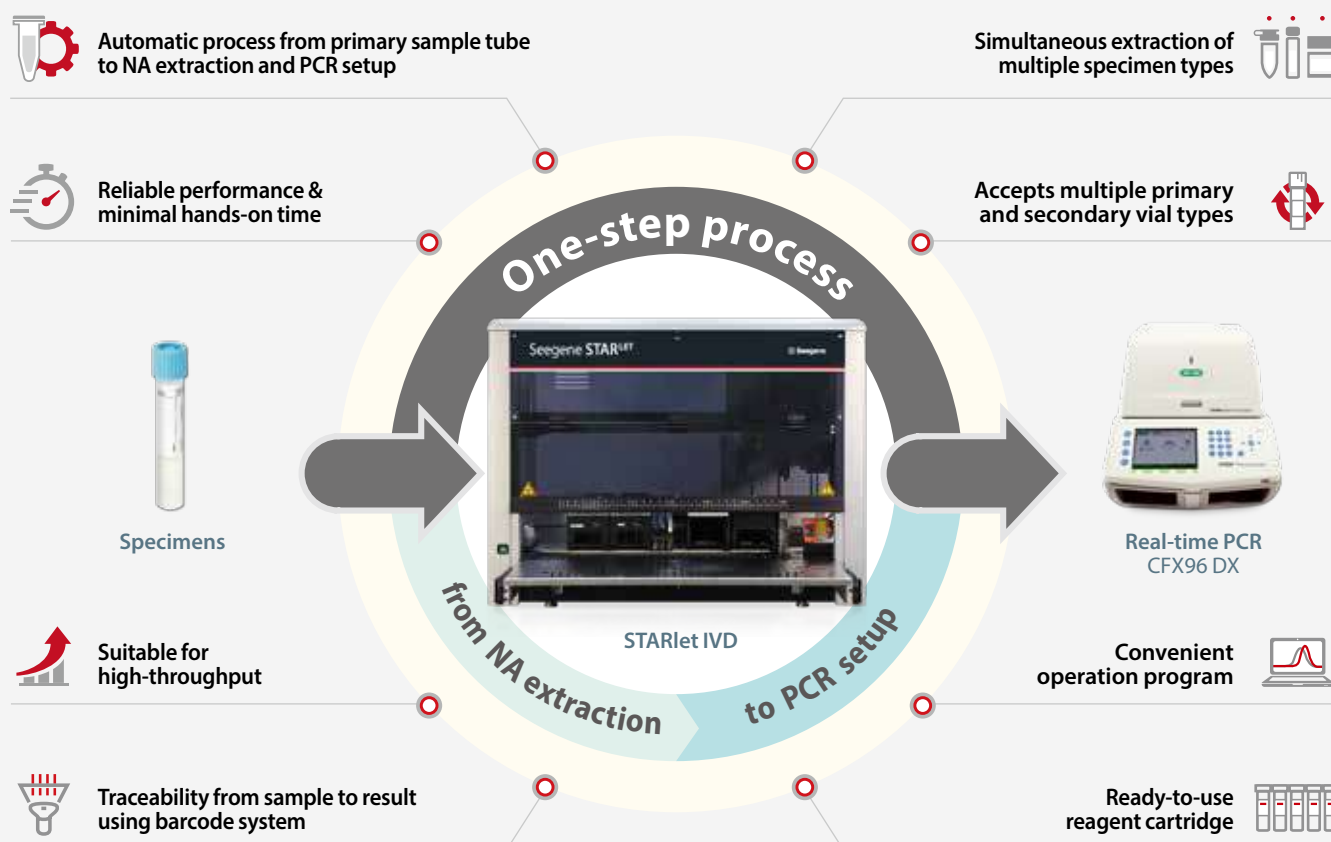 Automatic process from primary sample tube
to NA extraction and PCR setup
Simultaneous extraction of
multiple specimen types
Reliable performance &
minimal hands-on time
Accepts multiple primary
and secondary vial types
One-step process
Seegene STARLET
Seegene
Specimens
STARlet IVD
Real-time PCR
CFX96 DX
from NA extraction
to PCR setup
Suitable for
high-throughput
Convenient
operation program
Traceability from sample to result
using barcode system
Ready-to-use
reagent cartridge